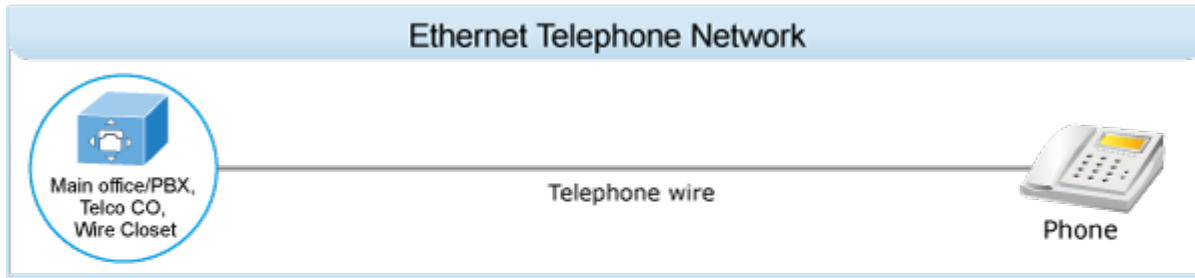 Ethernet Telephone Network
Main office/PBX,
Telco CO,
Wire Closet
Telephone wire
Phone